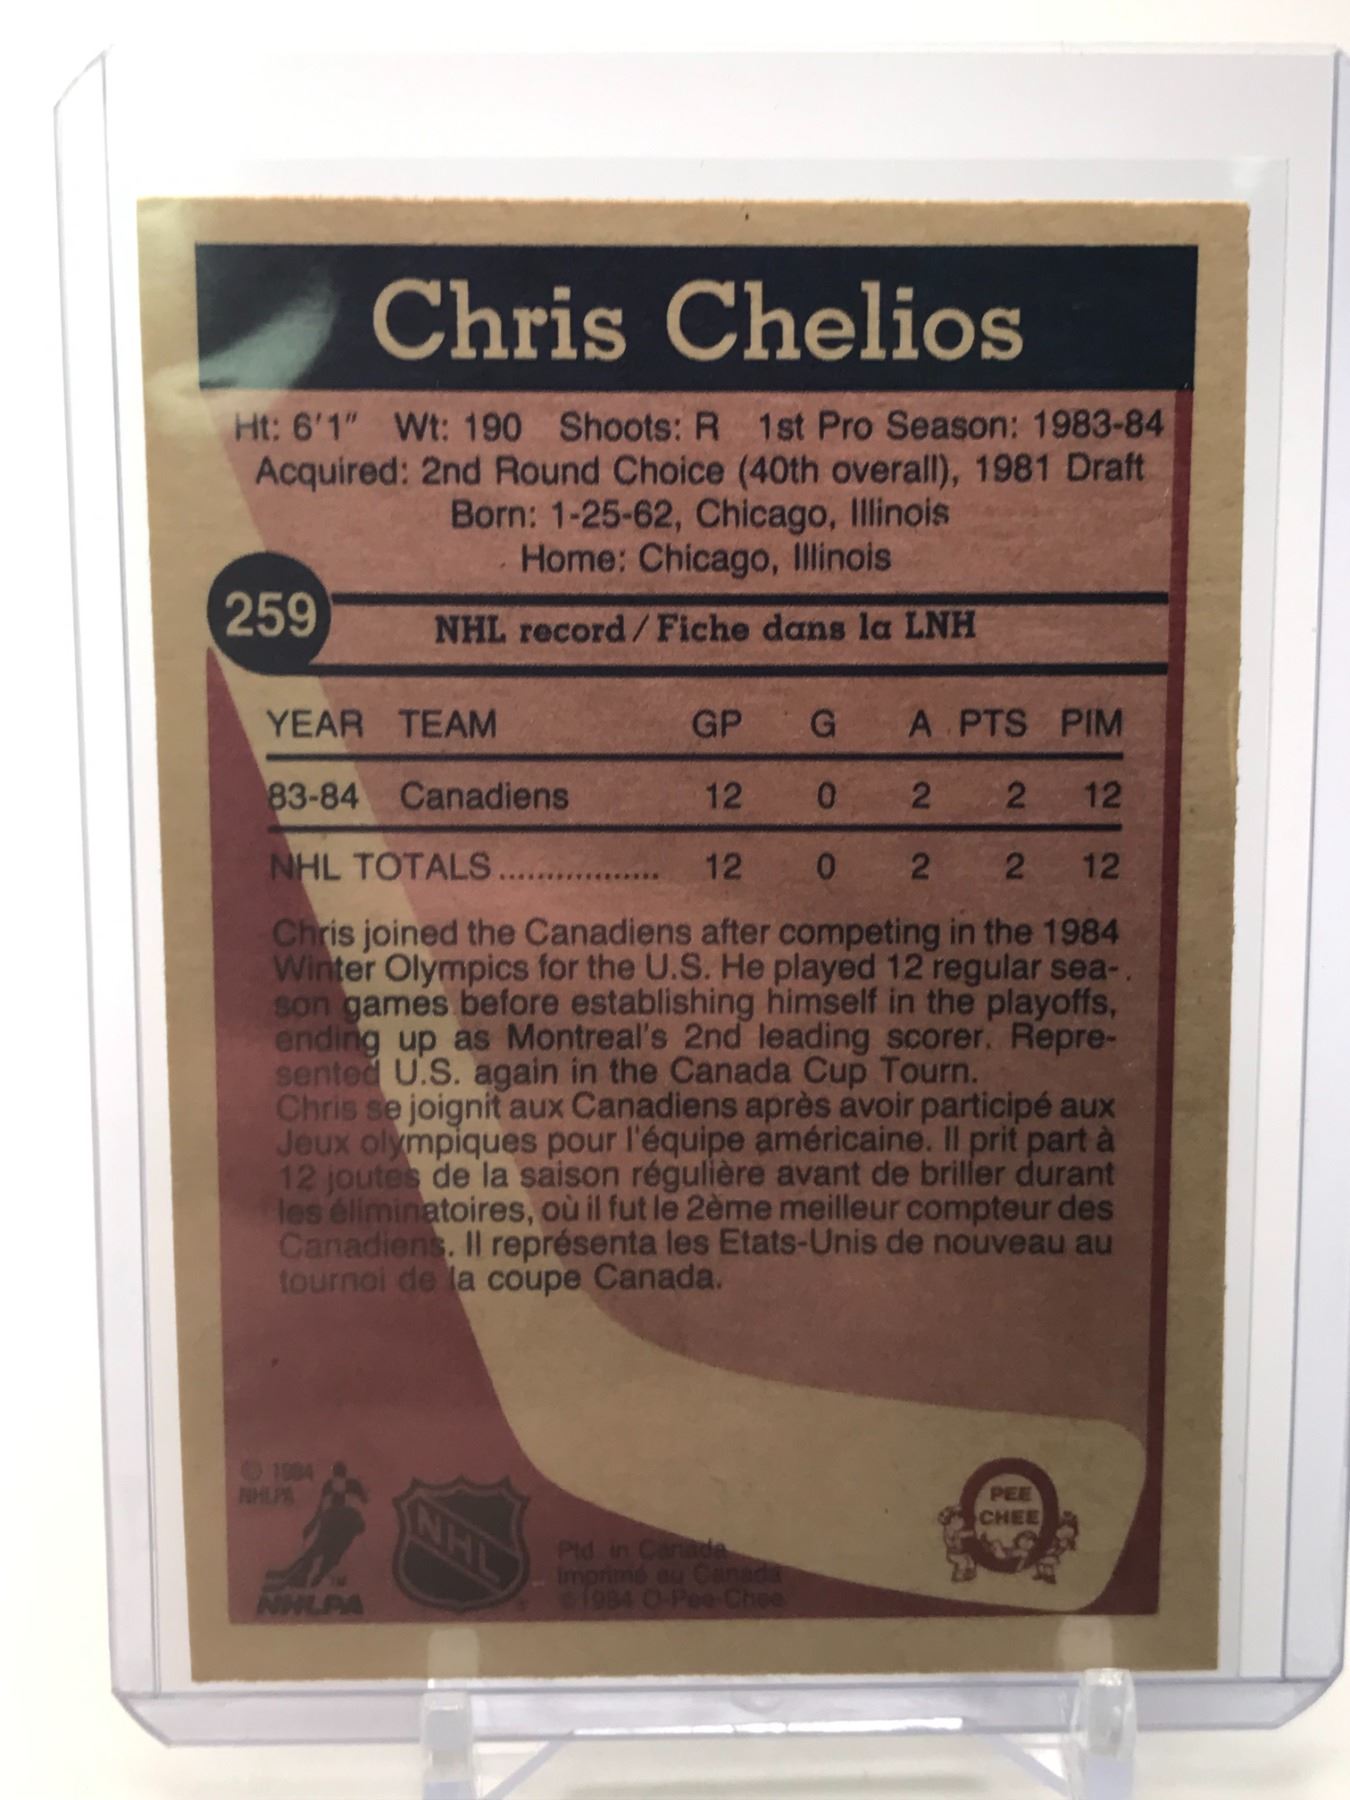 Chris Chelios
Ht: 6'1" Wt: 190 Shoots: R 1st Pro Season: 1983-84
Acquired: 2nd Round Choice (40th overall), 1981 Draft
Born: 1-25-62, Chicago, Illinois
Home: Chicago, Illinois
259
NHL record/Fiche dans la LNH
YEAR TEAM GP G A PTS PIM
83-84 Canadiens 12 0 2 2 12
NHL TOTALS................. 12 0 2 2 12
Chris joined the Canadiens after competing in the 1984
Winter Olympics for the U.S. He played 12 regular sea-
son games before establishing himself in the playoffs,
ending up as Montreal's 2nd leading scorer. Repre-
sented U.S. again in the Canada Cup Tourn.
Chris se joignit aux Canadiens après avoir participé aux
Jeux olympiques pour l'équipe américaine. Il prit part à
12 joutes de la saison régulière avant de briller durant
les éliminatoires, où il fut le 2ème meilleur compteur des
Canadiens. Il représenta les Etats-Unis de nouveau au
tournoi de la coupe Canada.
© 1984
NHLPA
NHLPA
TM
NHL
Ptd. in Canada
Imprimé au Canada
© 1984 O-Pee-Chee
O
PEE
CHEE